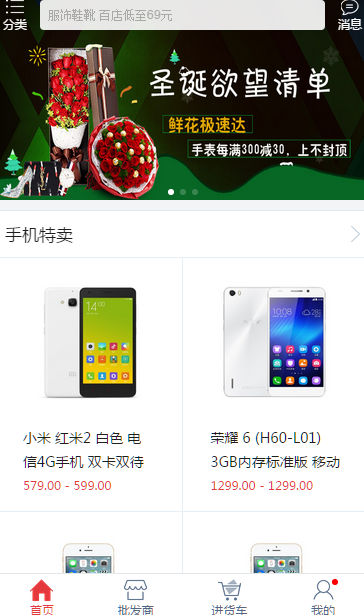 分类
服饰鞋靴 百店低至69元
消息
圣诞欲望清单
鲜花极速达
手表每满300减30，上不封顶
手机特卖
小米 红米2 白色 电
信4G手机 双卡双待
579.00 - 599.00
荣耀 6 (H60-L01)
3GB内存标准版 移动
1299.00 - 1299.00
首页
批发商
进货车
我的